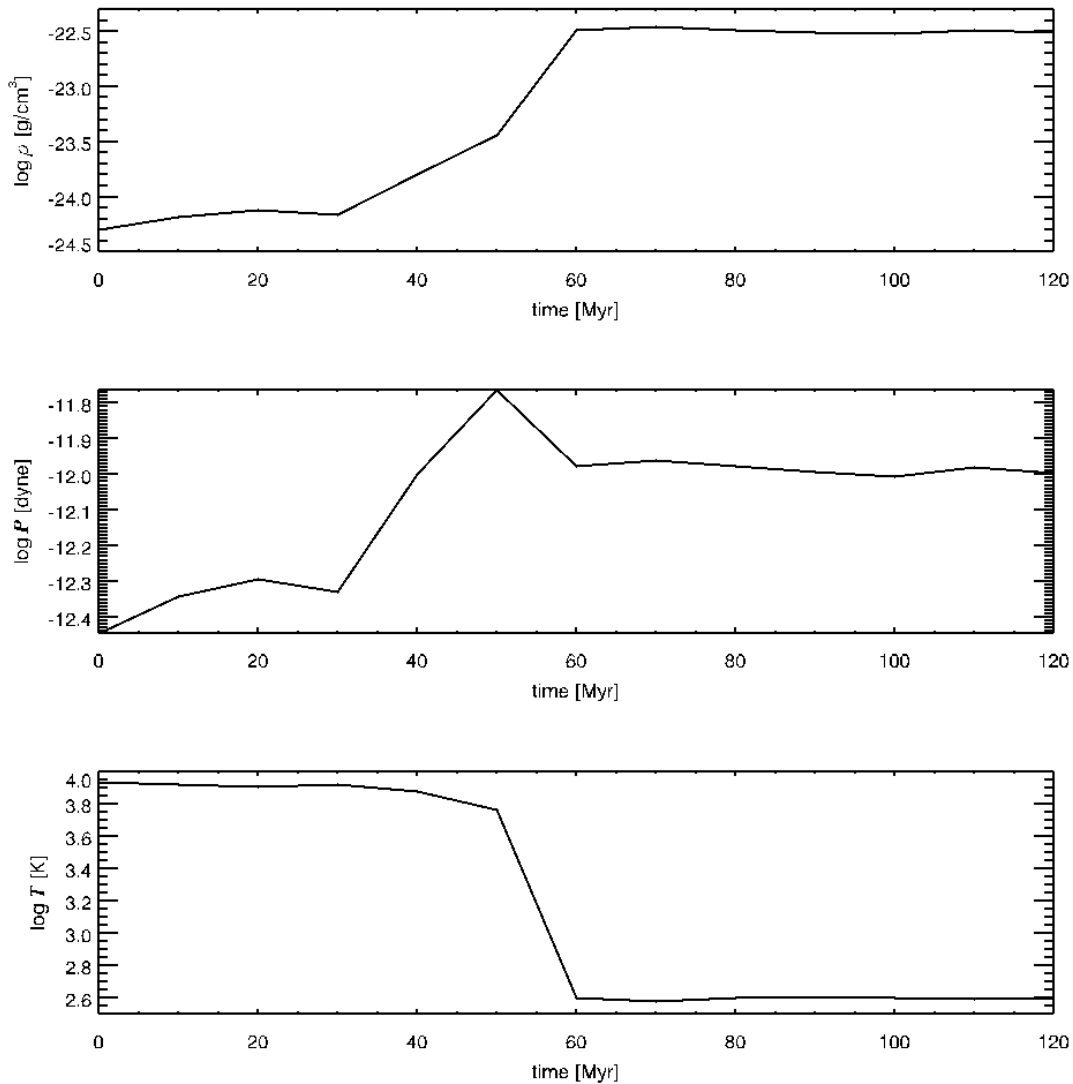 -22.5
-23.0
-23.5
-24.0
-24.5
log ρ [g/cm³]
0 20 40 60 80 100 120
time [Myr]
-11.8
-11.9
-12.0
-12.1
-12.2
-12.3
-12.4
log P [dyne]
0 20 40 60 80 100 120
time [Myr]
4.0
3.8
3.6
3.4
3.2
3.0
2.8
2.6
log T [K]
0 20 40 60 80 100 120
time [Myr]